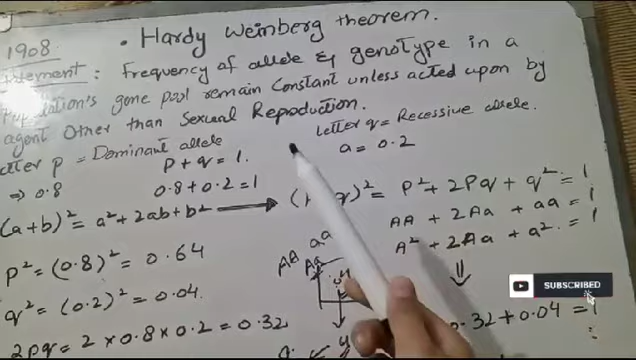 1908
• Hardy Weinberg theorem.
: Frequency of allele & genotype in a
Population's gene pool remain Constant unless acted upon by
agent Other than Sexual Reproduction.
Letter q = Recessive allele.
a = 0.2
p = Dominant allele
⇒ 0.8
P + q = 1.
0.8 + 0.2 = 1
(a+b)² = a² + 2ab + b² ⟶ q)² = P² + 2Pq + q² = 1
AA + 2Aa + aa = 1
A² + 2Aa + a² = 1
P² = (0.8)² = 0.64
q² = (0.2)² = 0.04.
2pq = 2 × 0.8 × 0.2 = 0.32
AA Aa aa
⇓
.32 + 0.04 = 1
SUBSCRIBED